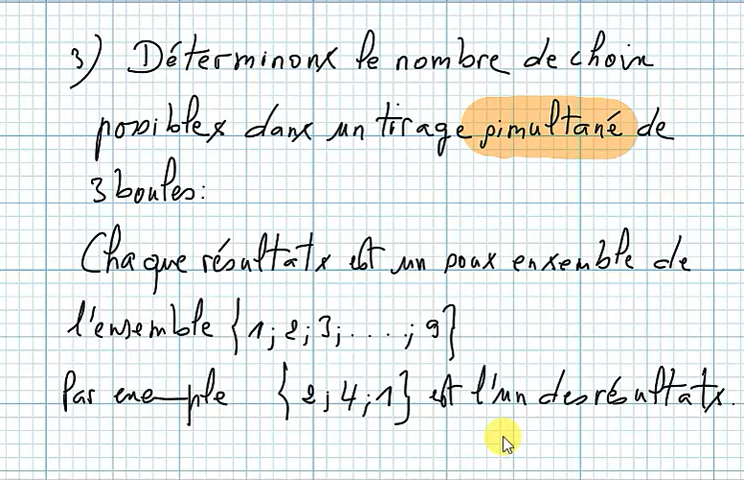 3) Déterminons le nombre de choix
possibles dans un tirage simultané de
3 boules:
Chaque résultats est un sous ensemble de
l'ensemble {1; 2; 3; ....; 9}
Par exemple {2; 4; 1} est l'un des résultats.